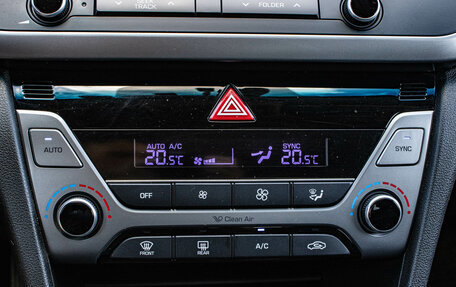 TRACK
FOLDER
AUTO A/C
20.5°C
SYNC
20.5°C
AUTO
SYNC
OFF
Clean Air
FRONT
REAR
A/C